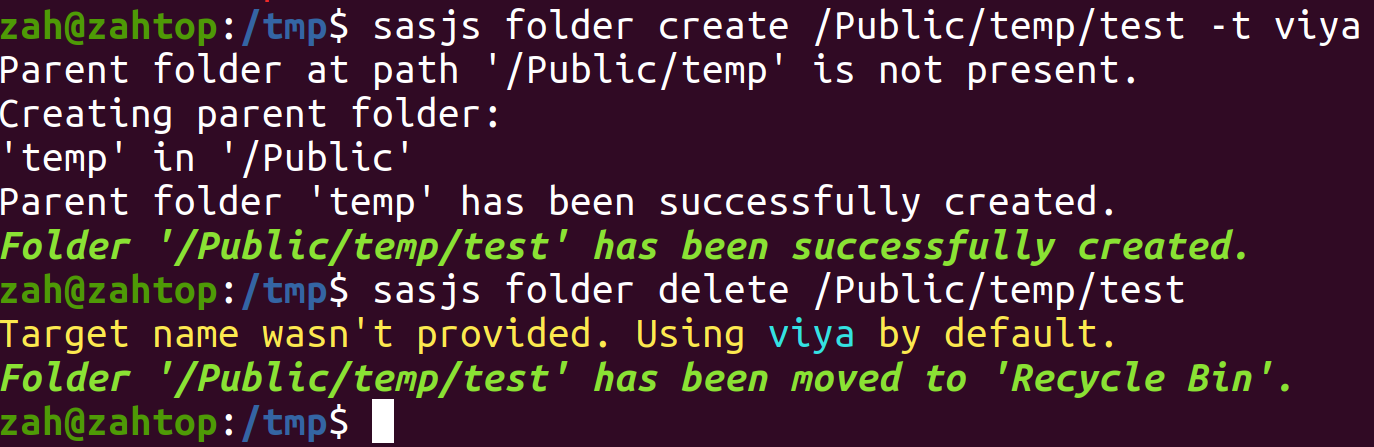 zah@zahtop:/tmp$ sasjs folder create /Public/temp/test -t viya
Parent folder at path '/Public/temp' is not present.
Creating parent folder:
'temp' in '/Public'
Parent folder 'temp' has been successfully created.
Folder '/Public/temp/test' has been successfully created.
zah@zahtop:/tmp$ sasjs folder delete /Public/temp/test
Target name wasn't provided. Using viya by default.
Folder '/Public/temp/test' has been moved to 'Recycle Bin'.
zah@zahtop:/tmp$